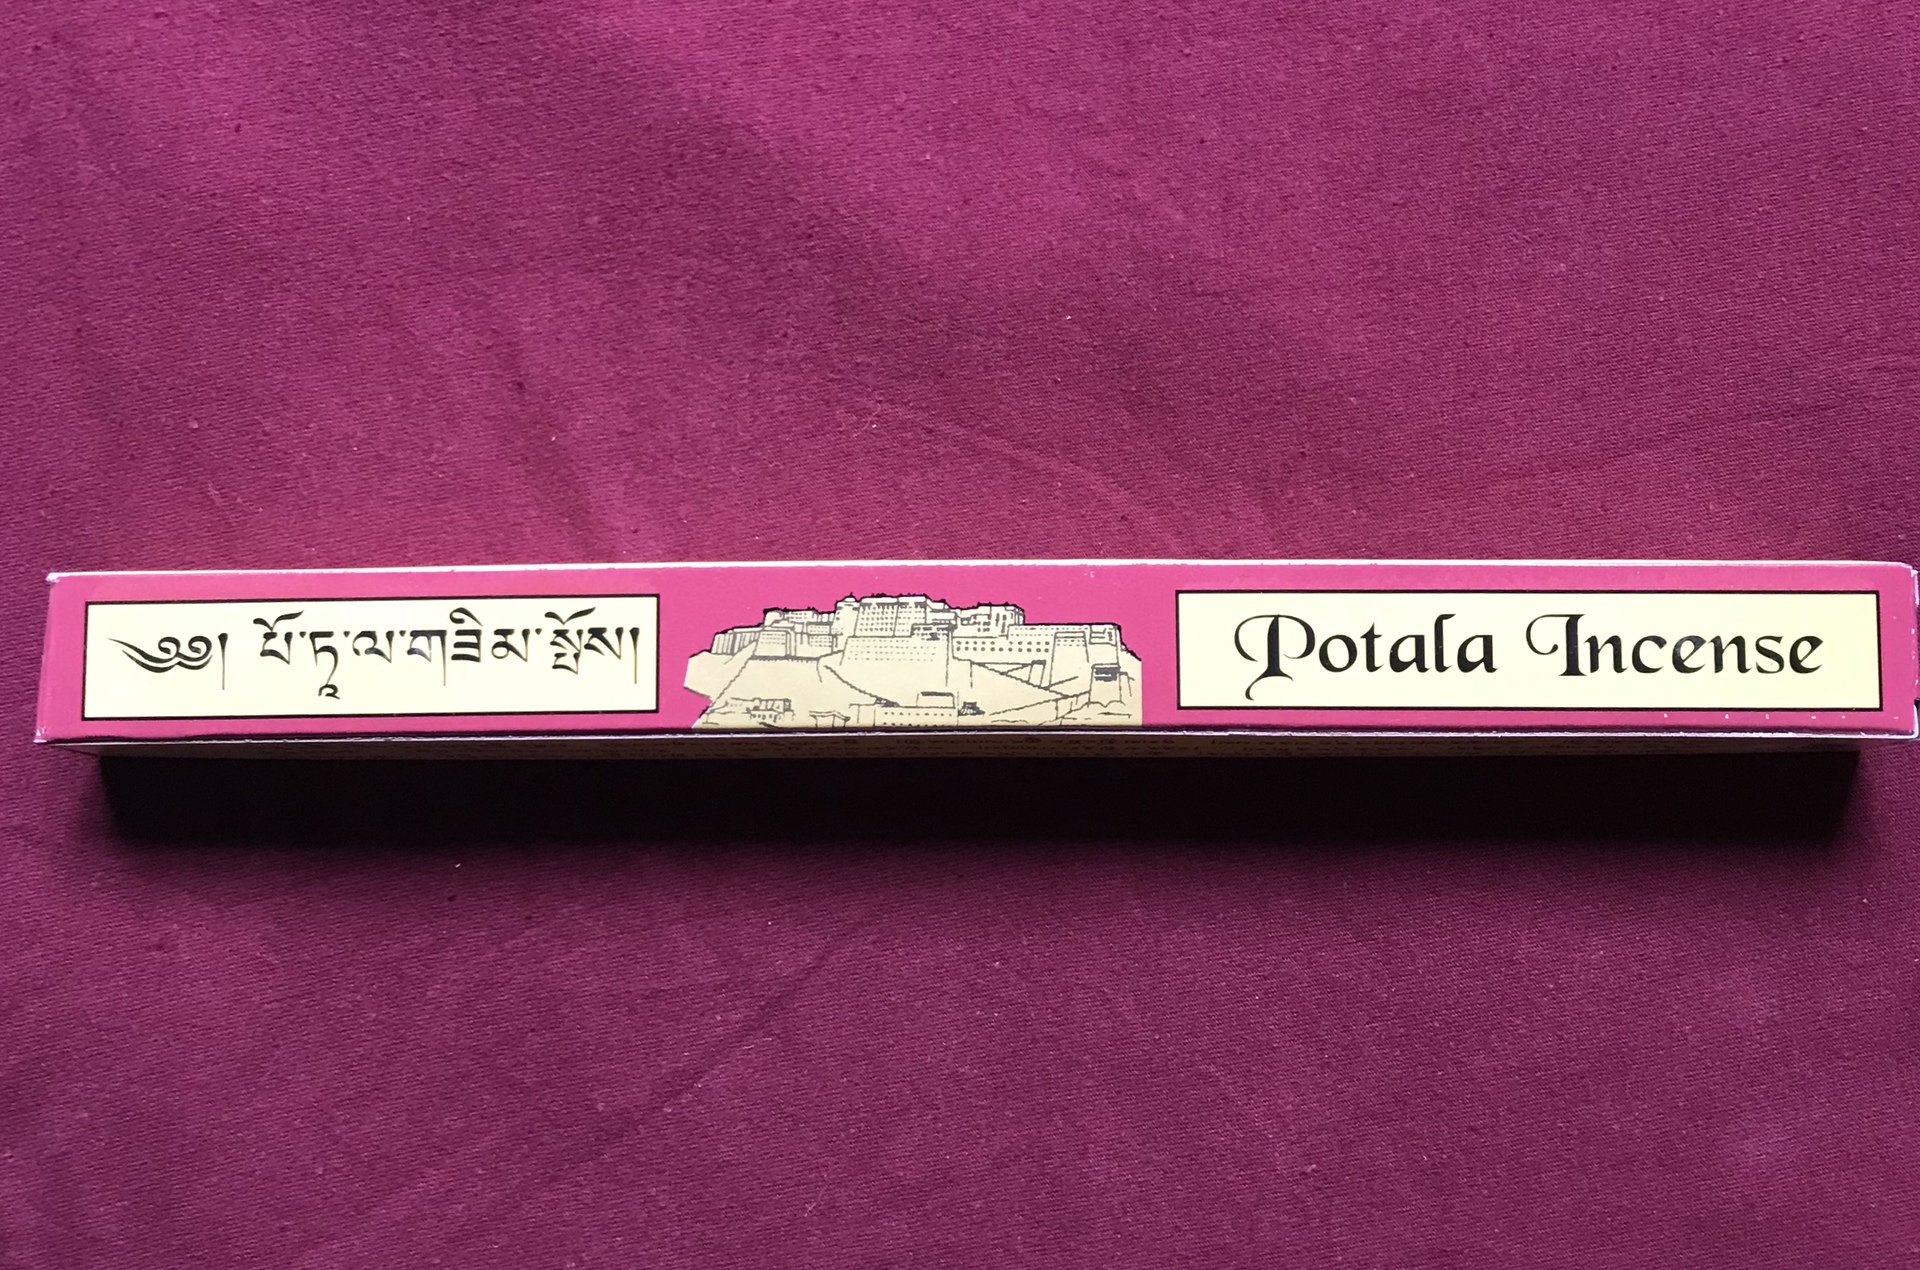 ༄༅། པོ་ཏཱ་ལ་གཟིམ་སྤོས།
Potala Incense